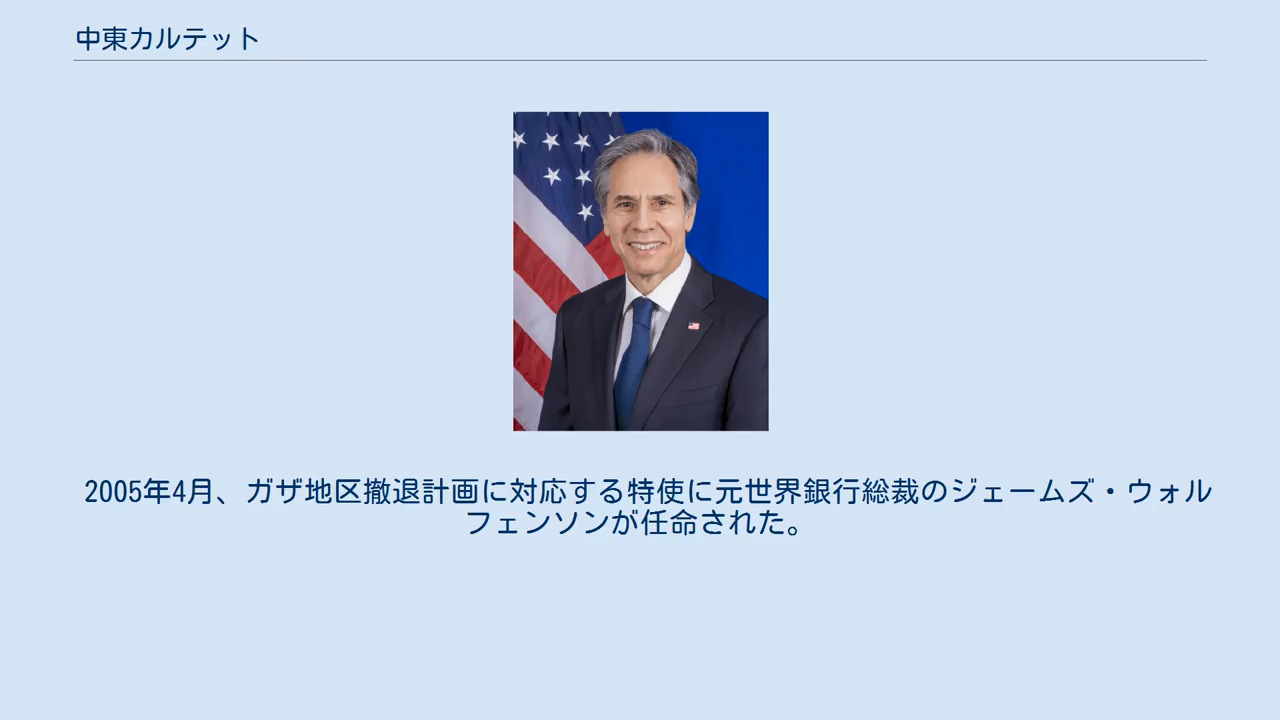 中東カルテット
2005年4月、ガザ地区撤退計画に対応する特使に元世界銀行総裁のジェームズ・ウォル
フェンソンが任命された。